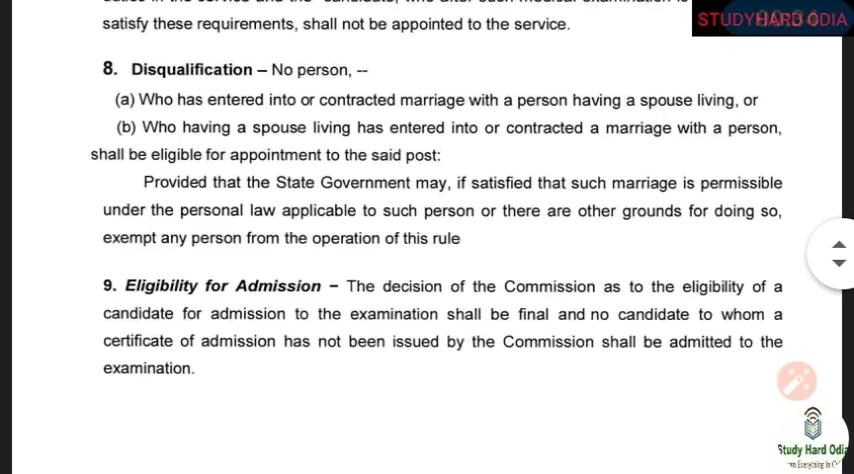 satisfy these requirements, shall not be appointed to the service.
STUDYHARD ODIA
8. Disqualification – No person, --
(a) Who has entered into or contracted marriage with a person having a spouse living, or
(b) Who having a spouse living has entered into or contracted a marriage with a person,
shall be eligible for appointment to the said post:
Provided that the State Government may, if satisfied that such marriage is permissible
under the personal law applicable to such person or there are other grounds for doing so,
exempt any person from the operation of this rule
9. Eligibility for Admission – The decision of the Commission as to the eligibility of a
candidate for admission to the examination shall be final and no candidate to whom a
certificate of admission has not been issued by the Commission shall be admitted to the
examination.
Study Hard Odia